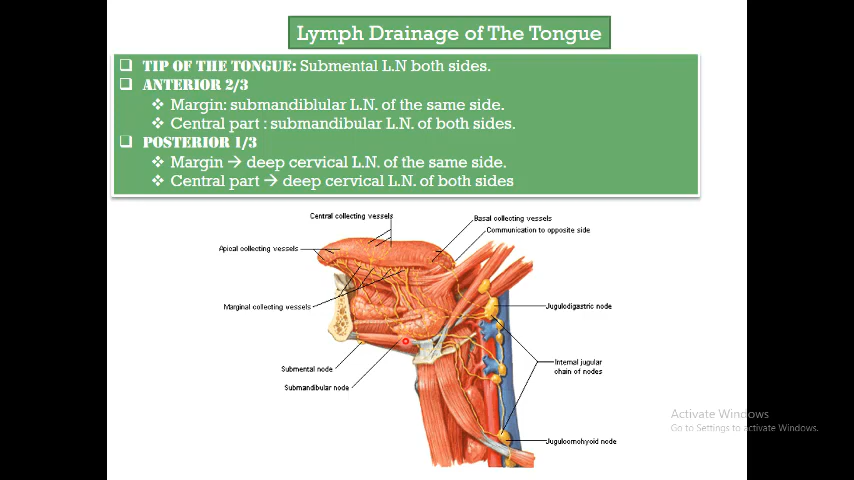 Lymph Drainage of The Tongue
TIP OF THE TONGUE: Submental L.N both sides.
ANTERIOR 2/3
Margin: submandiblular L.N. of the same side.
Central part : submandibular L.N. of both sides.
POSTERIOR 1/3
Margin → deep cervical L.N. of the same side.
Central part → deep cervical L.N. of both sides
Central collecting vessels
Basal collecting vessels
Communication to opposite side
Apical collecting vessels
Marginal collecting vessels
Jugulodigastric node
Submental node
Internal jugular
chain of nodes
Submandibular node
Juguloomohyoid node
Activate Windows
Go to Settings to activate Windows.